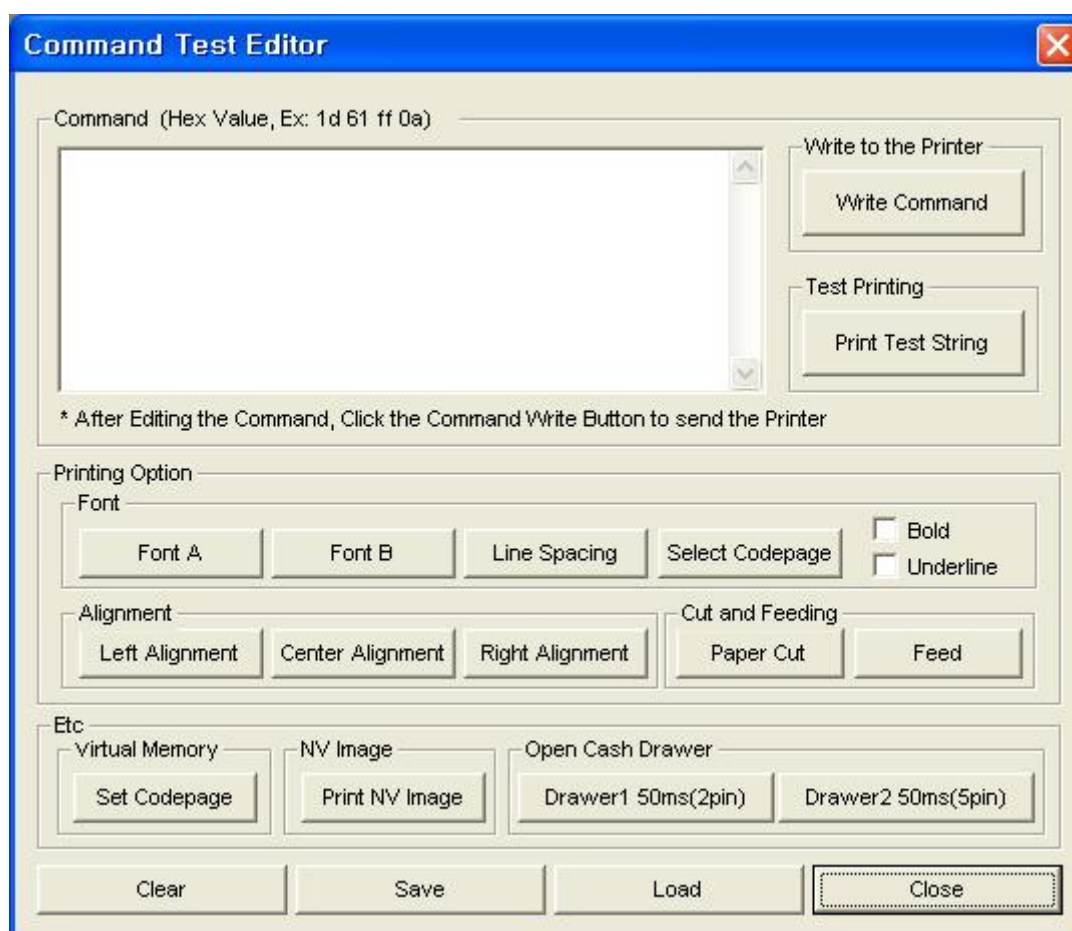 Command Test Editor
Command (Hex Value, Ex: 1d 61 ff 0a)
Write to the Printer
Write Command
Test Printing
Print Test String
* After Editing the Command, Click the Command Write Button to send the Printer
Printing Option
Font
Font A
Font B
Line Spacing
Select Codepage
Bold
Underline
Alignment
Left Alignment
Center Alignment
Right Alignment
Cut and Feeding
Paper Cut
Feed
Etc
Virtual Memory
Set Codepage
NV Image
Print NV Image
Open Cash Drawer
Drawer1 50ms(2pin)
Drawer2 50ms(5pin)
Clear
Save
Load
Close